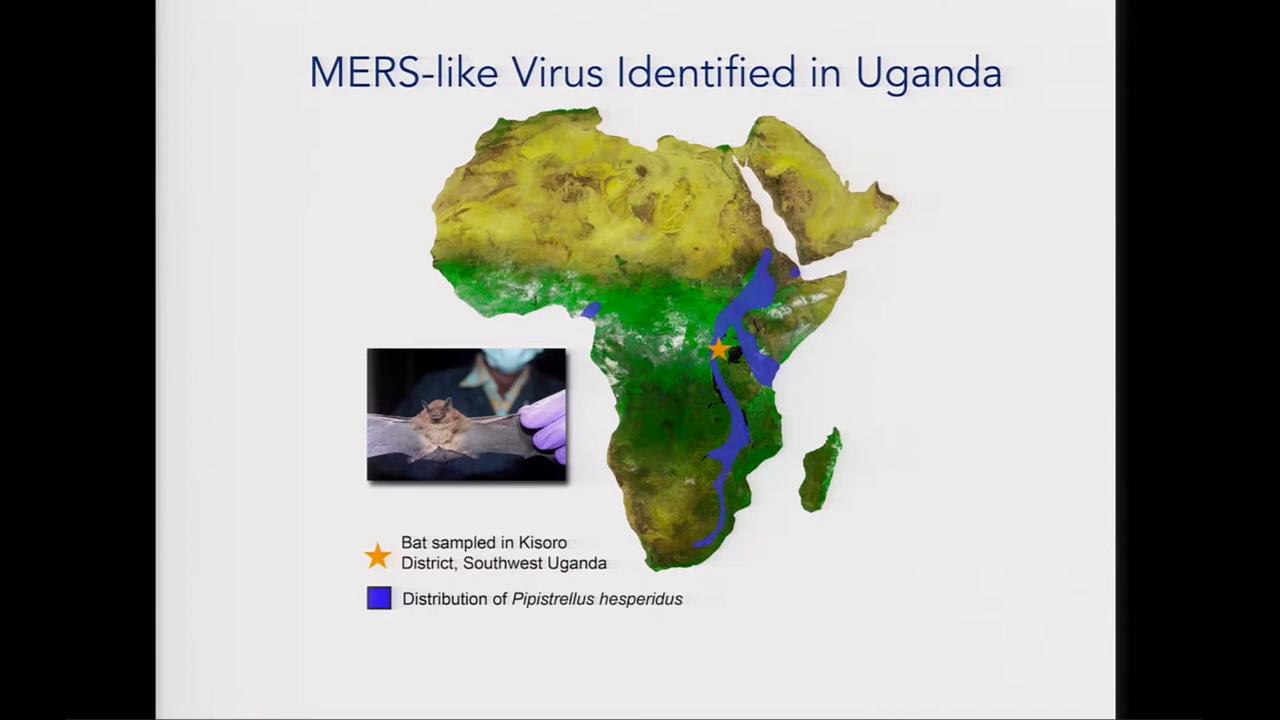 MERS-like Virus Identified in Uganda
Bat sampled in Kisoro
District, Southwest Uganda
Distribution of Pipistrellus hesperidus